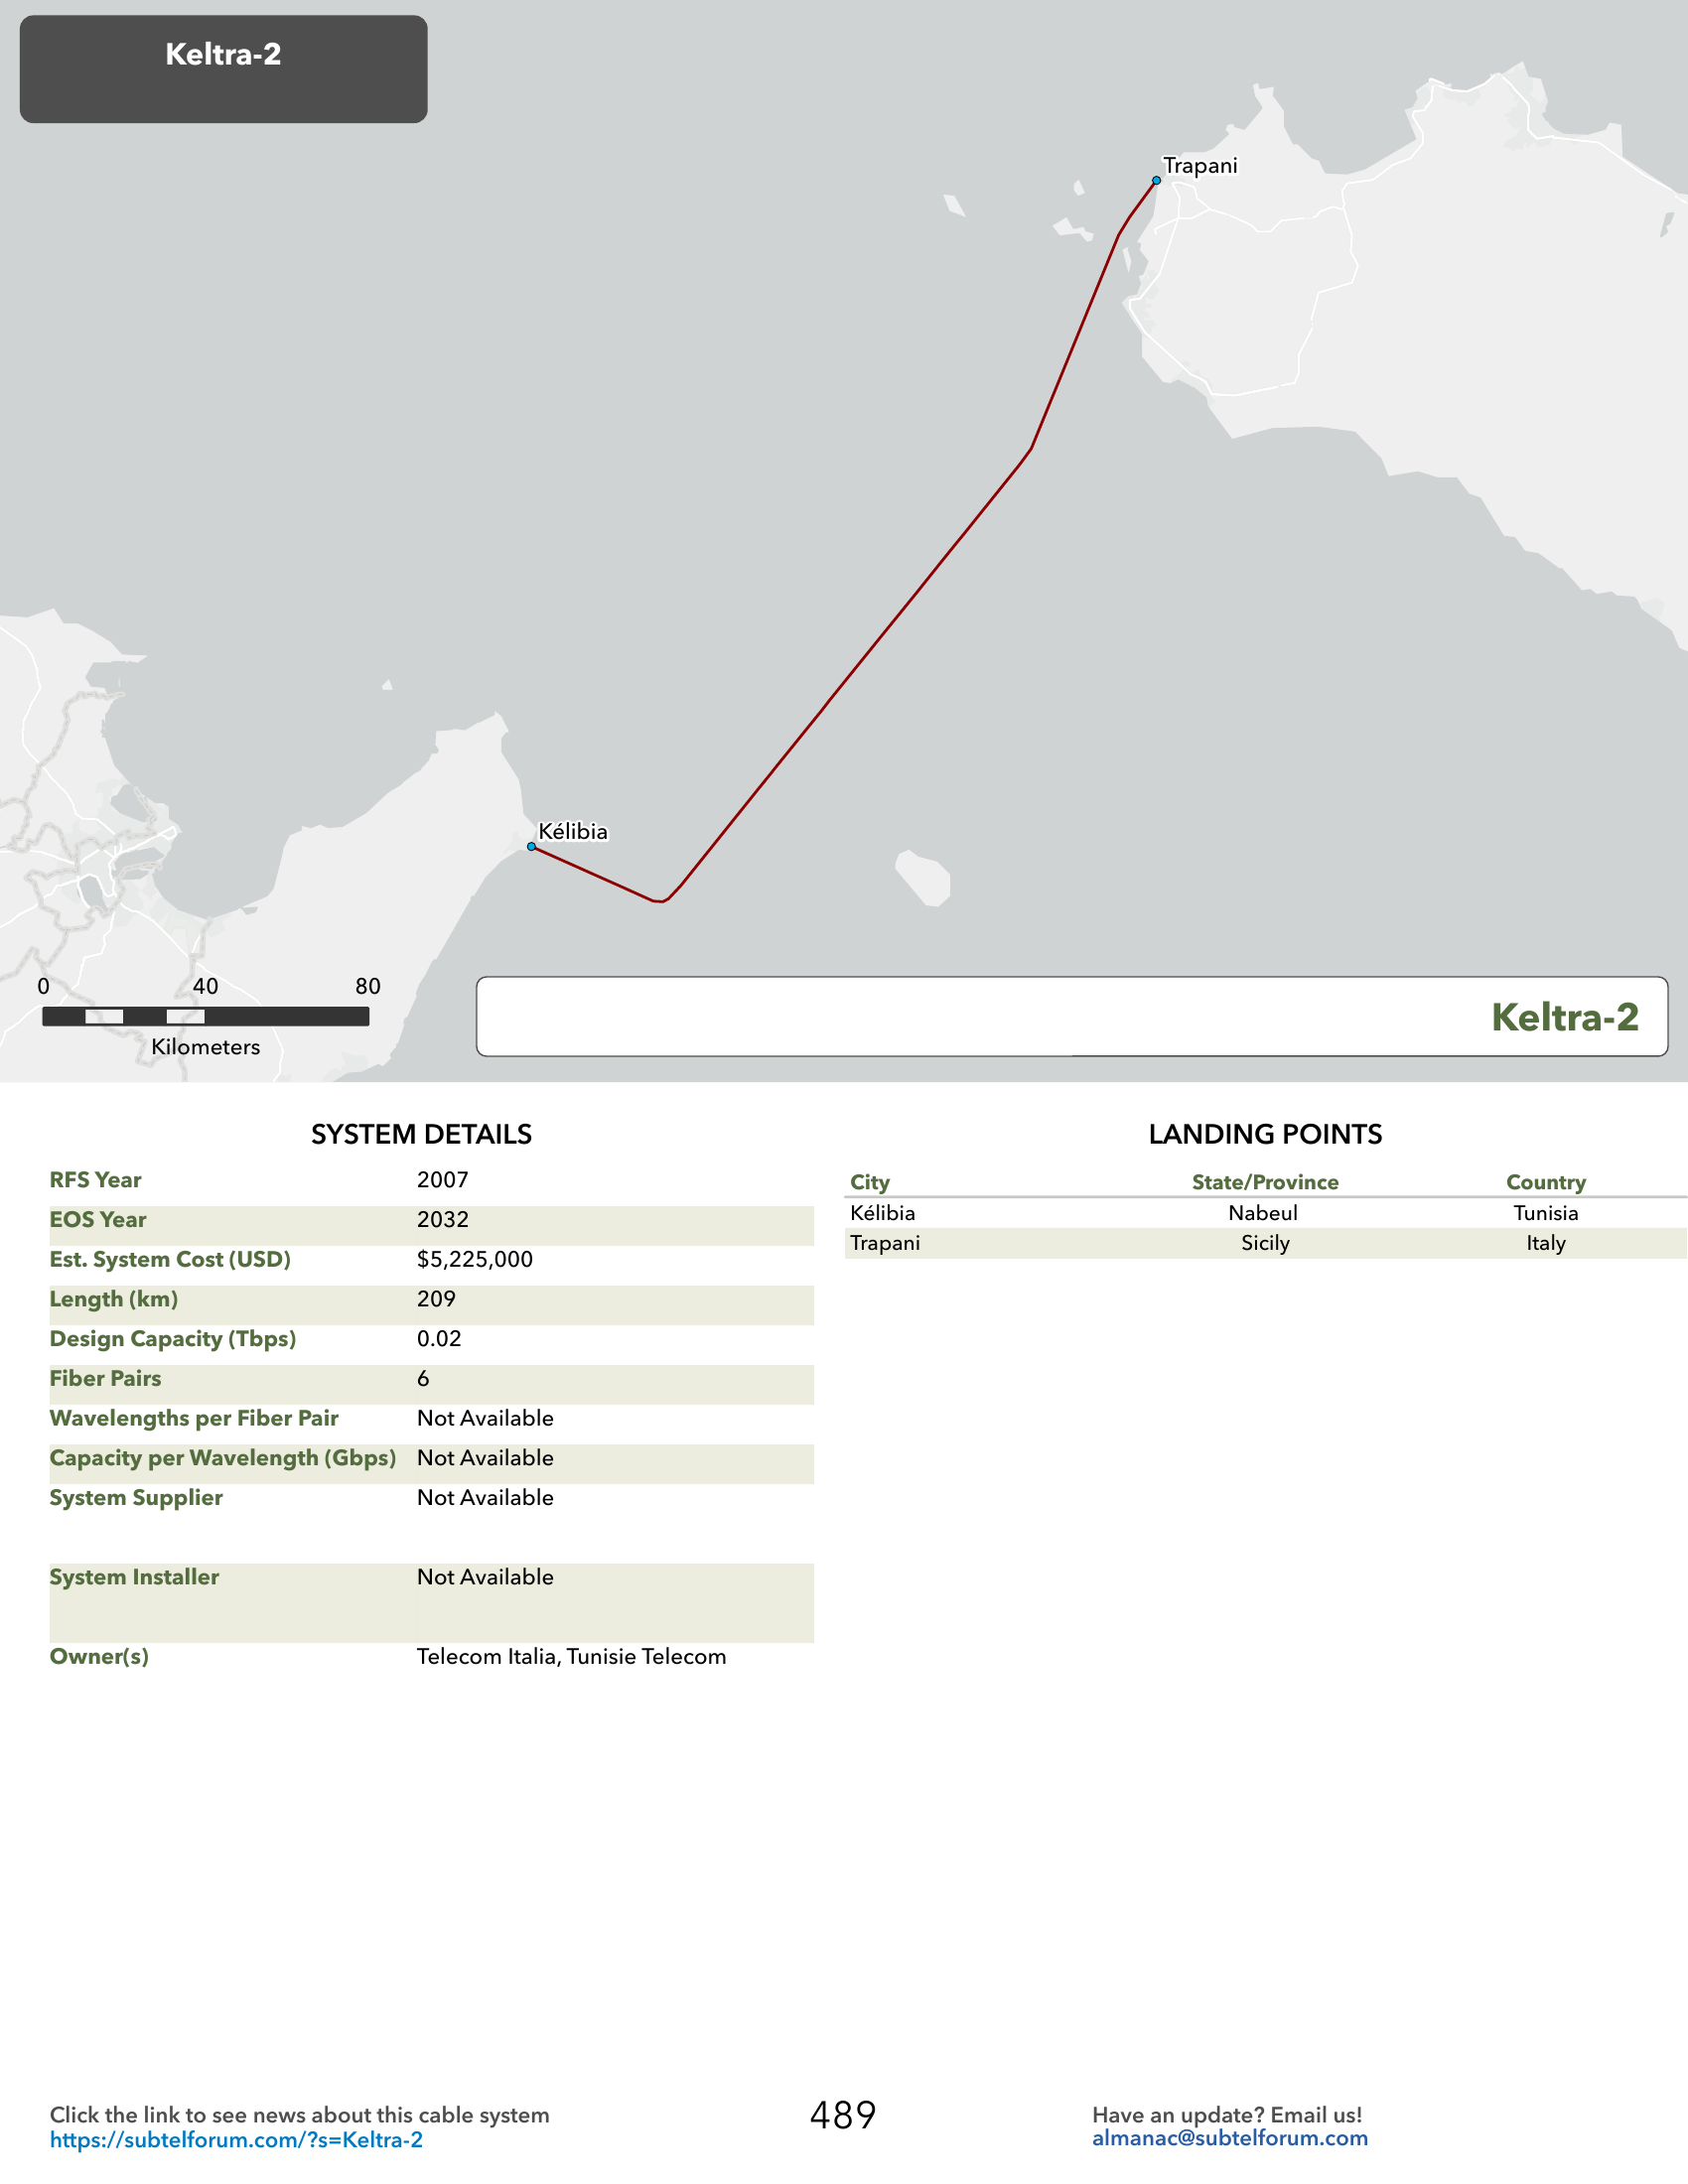 Keltra-2
Trapani
Kélibia
0 40 80
Kilometers
Keltra-2
SYSTEM DETAILS
RFS Year 2007
EOS Year 2032
Est. System Cost (USD) $5,225,000
Length (km) 209
Design Capacity (Tbps) 0.02
Fiber Pairs 6
Wavelengths per Fiber Pair Not Available
Capacity per Wavelength (Gbps) Not Available
System Supplier Not Available
System Installer Not Available
Owner(s) Telecom Italia, Tunisie Telecom
LANDING POINTS
City State/Province Country
Kélibia Nabeul Tunisia
Trapani Sicily Italy
Click the link to see news about this cable system
https://subtelforum.com/?s=Keltra-2
489
Have an update? Email us!
almanac@subtelforum.com